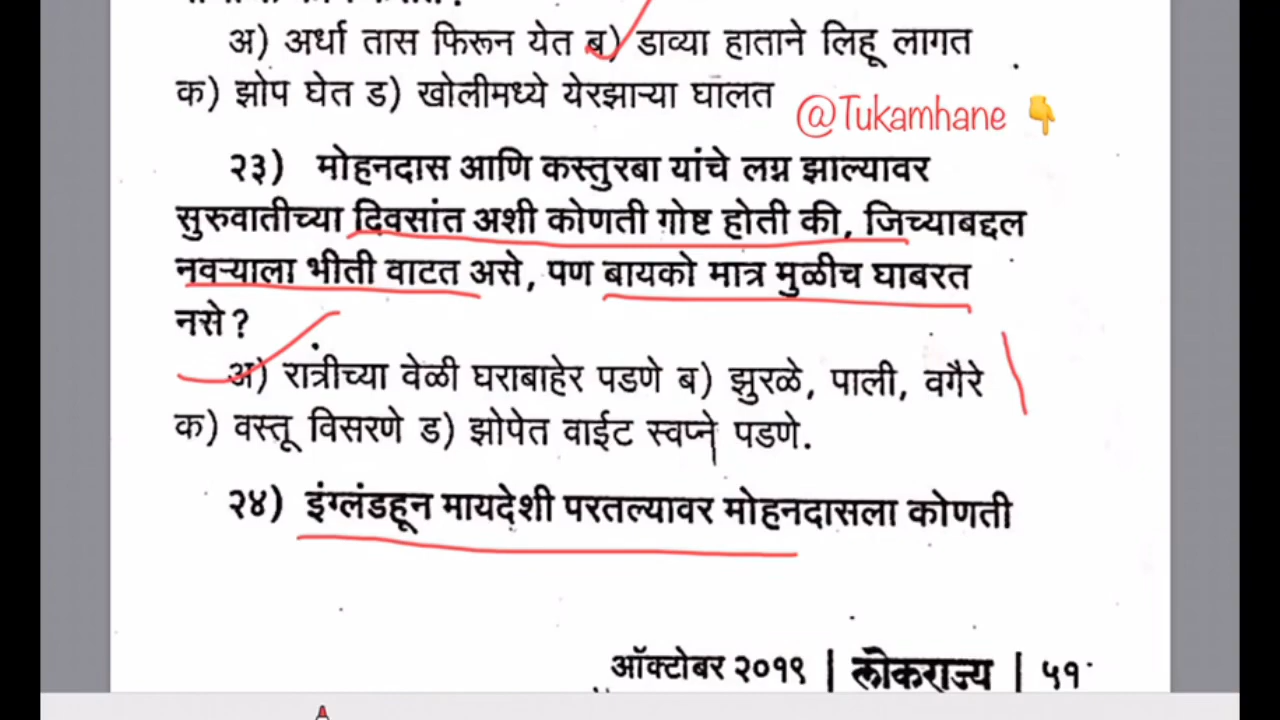 अ) अर्धा तास फिरून येत ब) डाव्या हाताने लिहू लागत
क) झोप घेत ड) खोलीमध्ये येरझाऱ्या घालत
@Tukamhane 👇
२३) मोहनदास आणि कस्तुरबा यांचे लग्न झाल्यावर
सुरुवातीच्या दिवसांत अशी कोणती गोष्ट होती की, जिच्याबद्दल
नवऱ्याला भीती वाटत असे, पण बायको मात्र मुळीच घाबरत
नसे?
अ) रात्रीच्या वेळी घराबाहेर पडणे ब) झुरळे, पाली, वगैरे
क) वस्तू विसरणे ड) झोपेत वाईट स्वप्ने पडणे.
२४) इंग्लंडहून मायदेशी परतल्यावर मोहनदासला कोणती
ऑक्टोबर २०१९ | लोकराज्य | ५१